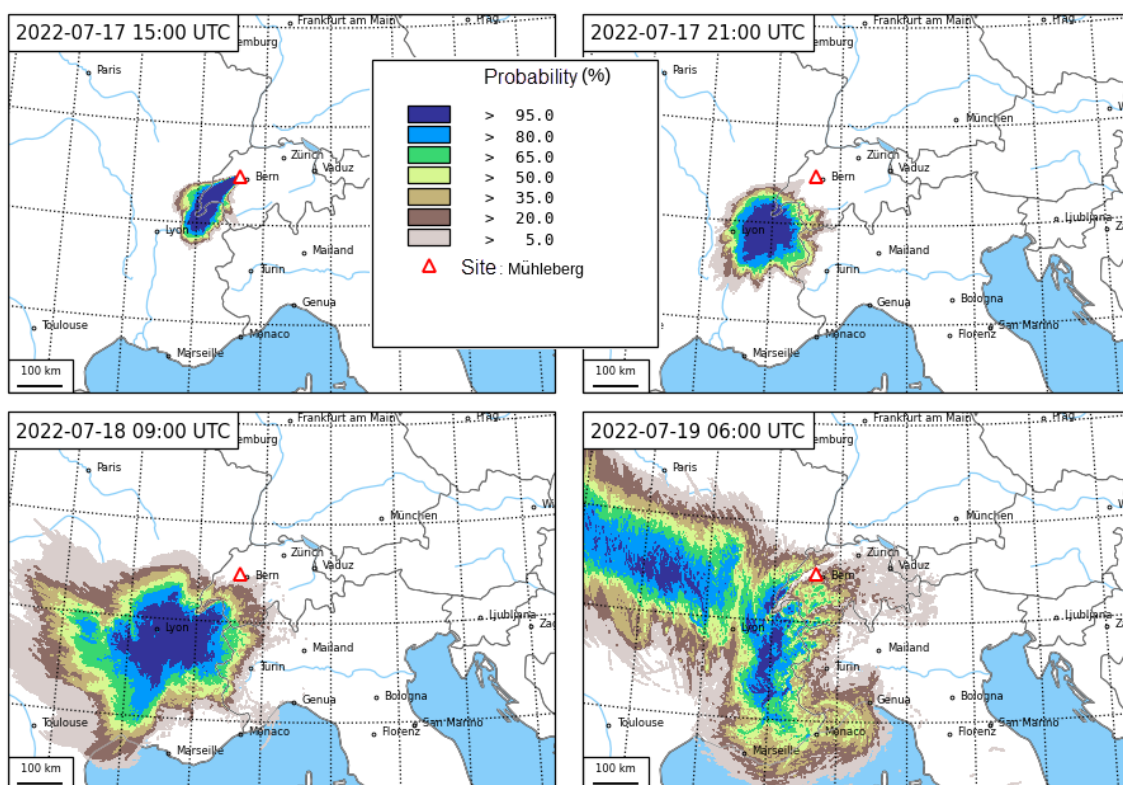 2022-07-17 15:00 UTC
Frankfurt am Main
Prag
emburg
Paris
Zürich
Bern
Vaduz
Lyon
Mailand
Turin
Genua
Toulouse
Monaco
Marseille
100 km
Probability (%)
> 95.0
> 80.0
> 65.0
> 50.0
> 35.0
> 20.0
> 5.0
Site: Mühleberg
2022-07-17 21:00 UTC
Frankfurt am Main
Prag
emburg
Paris
W
München
Zürich
Vaduz
Bern
Ljubljana
Za
Lyon
Mailand
Turin
Genua
Bologna
e
San Marino
Monaco
Florenz
Marseille
100 km
2022-07-18 09:00 UTC
Frankfurt am Main
Prag
emburg
Paris
Wi
München
Zürich
Vaduz
Bern
Ljubljana
Zag
Lyon
Mailand
Turin
Genua
Bologna
Toulouse
San Marino
Monaco
Florenz
Marseille
100 km
2022-07-19 06:00 UTC
Frankfurt am Main
Prag
emburg
Paris
W
München
Zürich
Vaduz
Bern
Ljubljana
Za
Lyon
Mailand
Turin
Genua
Bologna
Toulouse
San Marino
Monaco
Florenz
Marseille
100 km